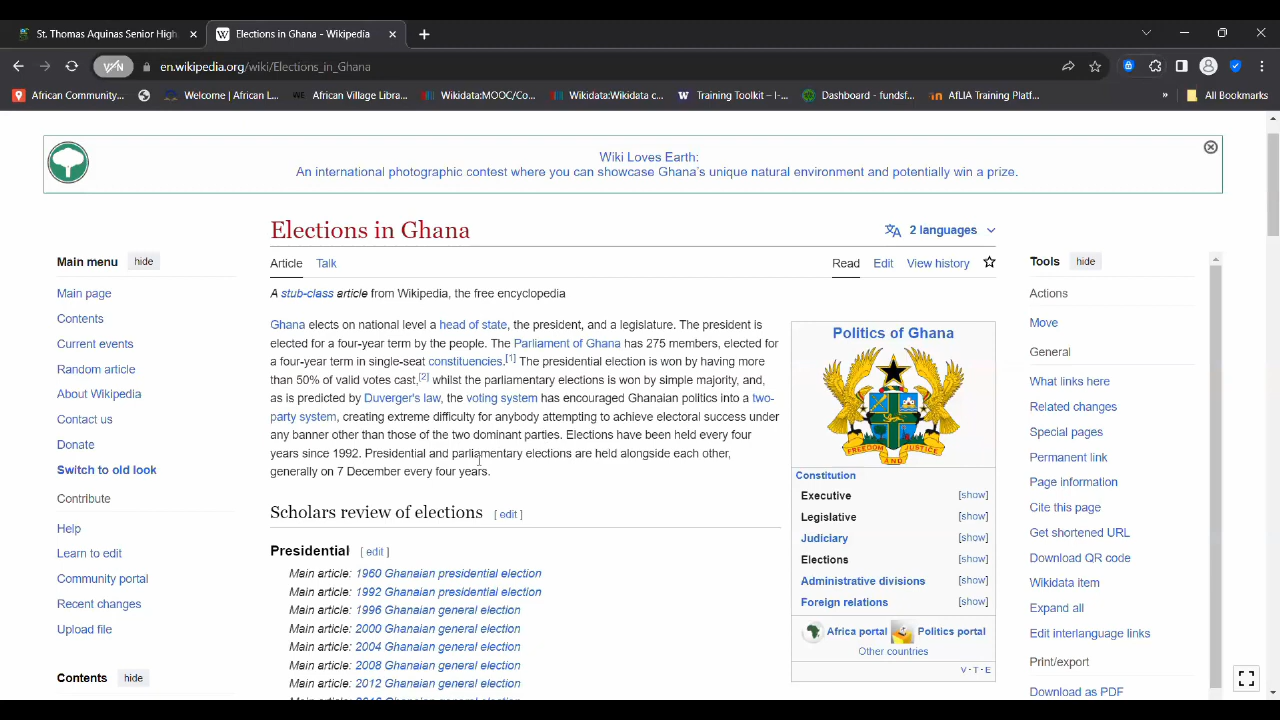 St. Thomas Aquinas Senior High
Elections in Ghana - Wikipedia
en.wikipedia.org/wiki/Elections_in_Ghana
African Community...
Welcome | African L...
African Village Libra...
Wikidata:MOOC/Co...
Wikidata:Wikidata c...
Training Toolkit – I-...
Dashboard - fundsf...
AfLIA Training Platf...
»
All Bookmarks
Wiki Loves Earth:
An international photographic contest where you can showcase Ghana's unique natural environment and potentially win a prize.
Elections in Ghana
2 languages
Main menu hide
Main page
Contents
Current events
Random article
About Wikipedia
Contact us
Donate
Switch to old look
Contribute
Help
Learn to edit
Community portal
Recent changes
Upload file
Contents hide
Article Talk
Read Edit View history
A stub-class article from Wikipedia, the free encyclopedia
Ghana elects on national level a head of state, the president, and a legislature. The president is
elected for a four-year term by the people. The Parliament of Ghana has 275 members, elected for
a four-year term in single-seat constituencies.[1] The presidential election is won by having more
than 50% of valid votes cast,[2] whilst the parliamentary elections is won by simple majority, and,
as is predicted by Duverger's law, the voting system has encouraged Ghanaian politics into a two-
party system, creating extreme difficulty for anybody attempting to achieve electoral success under
any banner other than those of the two dominant parties. Elections have been held every four
years since 1992. Presidential and parliamentary elections are held alongside each other,
generally on 7 December every four years.
Scholars review of elections [ edit ]
Presidential [ edit ]
Main article: 1960 Ghanaian presidential election
Main article: 1992 Ghanaian presidential election
Main article: 1996 Ghanaian general election
Main article: 2000 Ghanaian general election
Main article: 2004 Ghanaian general election
Main article: 2008 Ghanaian general election
Main article: 2012 Ghanaian general election
Politics of Ghana
FREEDOM AND
Constitution
Executive [show]
Legislative [show]
Judiciary [show]
Elections [show]
Administrative divisions [show]
Foreign relations [show]
Africa portal Politics portal
Other countries
V · T · E
Tools hide
Actions
Move
General
What links here
Related changes
Special pages
Permanent link
Page information
Cite this page
Get shortened URL
Download QR code
Wikidata item
Expand all
Edit interlanguage links
Print/export
Download as PDF